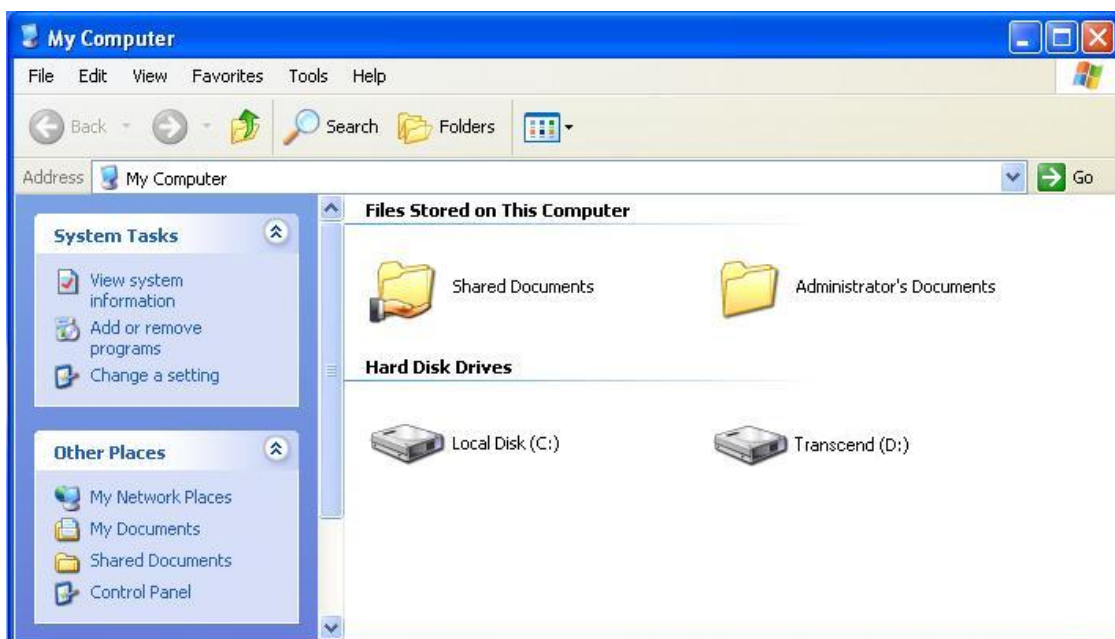 My Computer
File Edit View Favorites Tools Help
Back Search Folders
Address My Computer Go
System Tasks
View system
information
Add or remove
programs
Change a setting
Other Places
My Network Places
My Documents
Shared Documents
Control Panel
Files Stored on This Computer
Shared Documents Administrator's Documents
Hard Disk Drives
Local Disk (C:) Transcend (D:)